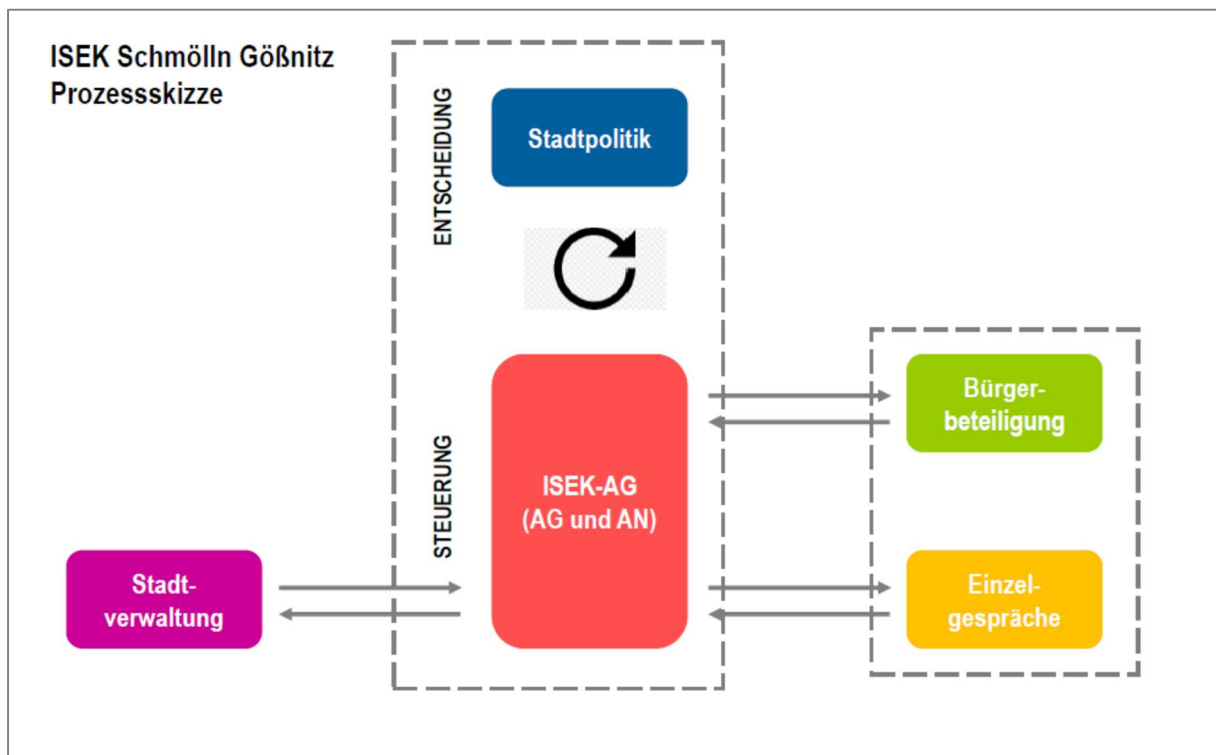 ISEK Schmölln Gößnitz
Prozessskizze
ENTSCHEIDUNG
Stadtpolitik
STEUERUNG
ISEK-AG
(AG und AN)
Bürger-
beteiligung
Stadt-
verwaltung
Einzel-
gespräche